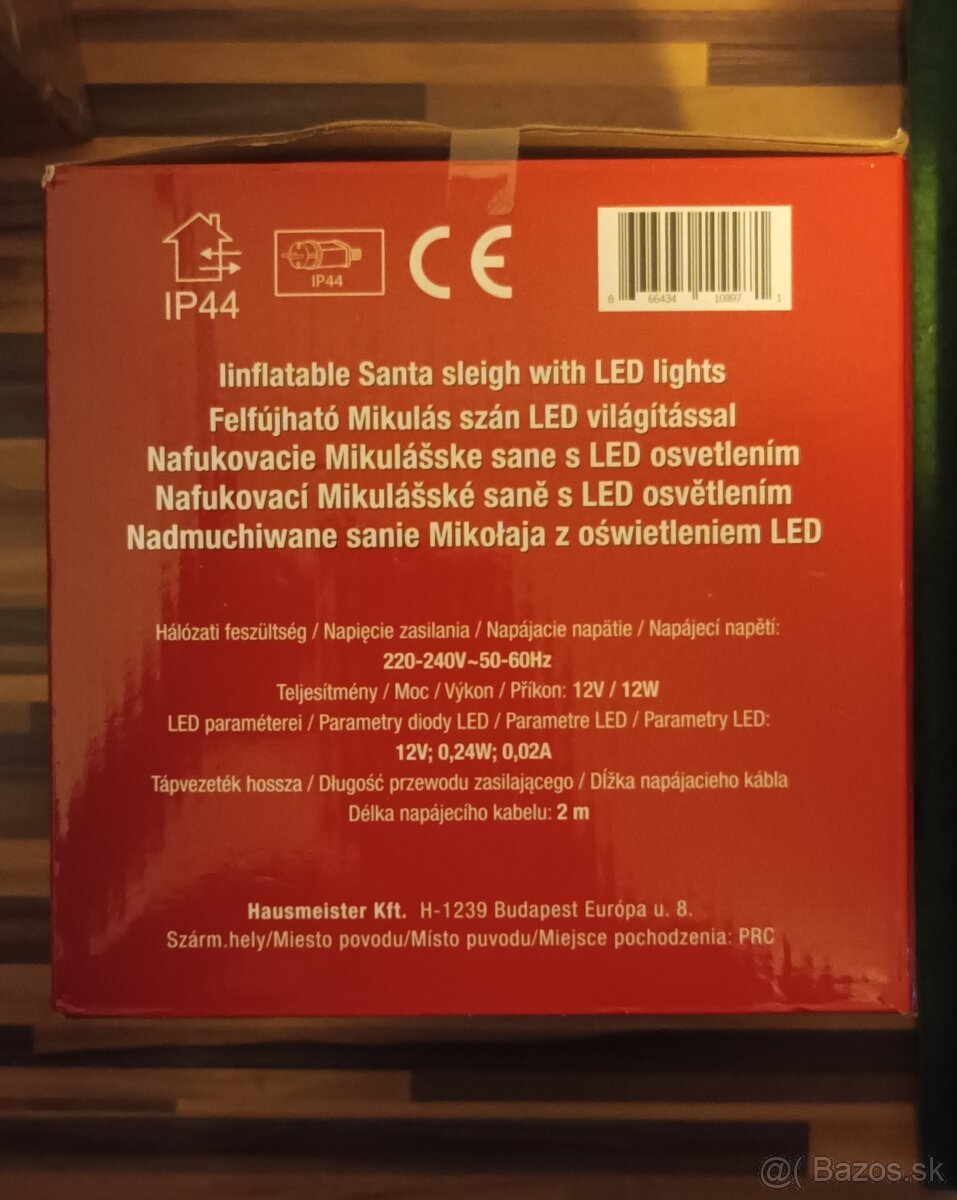 IP44
IP44
CE
6 66434 10997 1
Iinflatable Santa sleigh with LED lights
Felfújható Mikulás szán LED világítással
Nafukovacie Mikulášske sane s LED osvetlením
Nafukovací Mikulášské saně s LED osvětlením
Nadmuchiwane sanie Mikołaja z oświetleniem LED
Hálózati feszültség / Napięcie zasilania / Napájacie napätie / Napájecí napětí:
220-240V~50-60Hz
Teljesítmény / Moc / Výkon / Příkon: 12V / 12W
LED paraméterei / Parametry diody LED / Parametre LED / Parametry LED:
12V; 0,24W; 0,02A
Tápvezeték hossza / Długość przewodu zasilającego / Dĺžka napájacieho kábla
Délka napájecího kabelu: 2 m
Hausmeister Kft. H-1239 Budapest Európa u. 8.
Szárm.hely/Miesto povodu/Místo puvodu/Miejsce pochodzenia: PRC
@( Bazos.sk